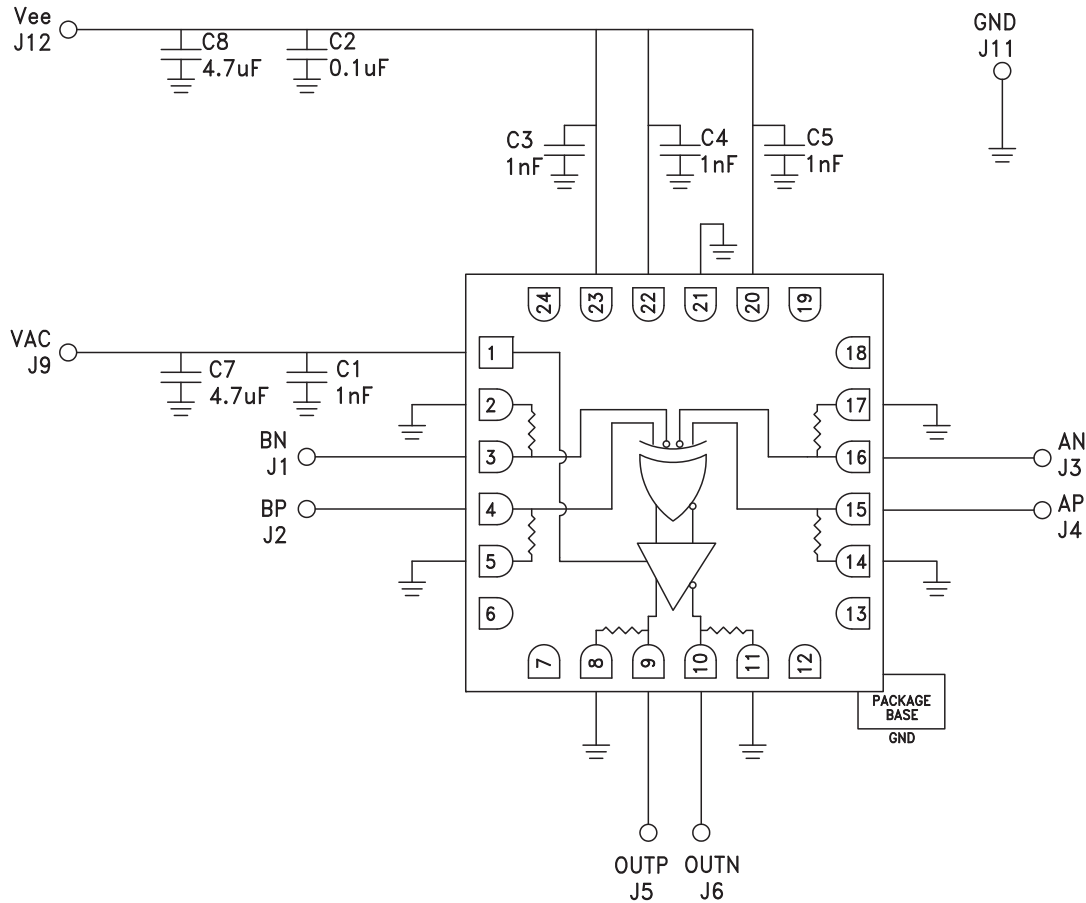 Vee
J12
C8
4.7uF
C2
0.1uF
GND
J11
C3
1nF
C4
1nF
C5
1nF
24
23
22
21
20
19
VAC
J9
C7
4.7uF
C1
1nF
1
18
2
17
BN
J1
3
16
AN
J3
BP
J2
4
15
AP
J4
5
14
6
13
7
8
9
10
11
12
PACKAGE
BASE
GND
OUTP
J5
OUTN
J6